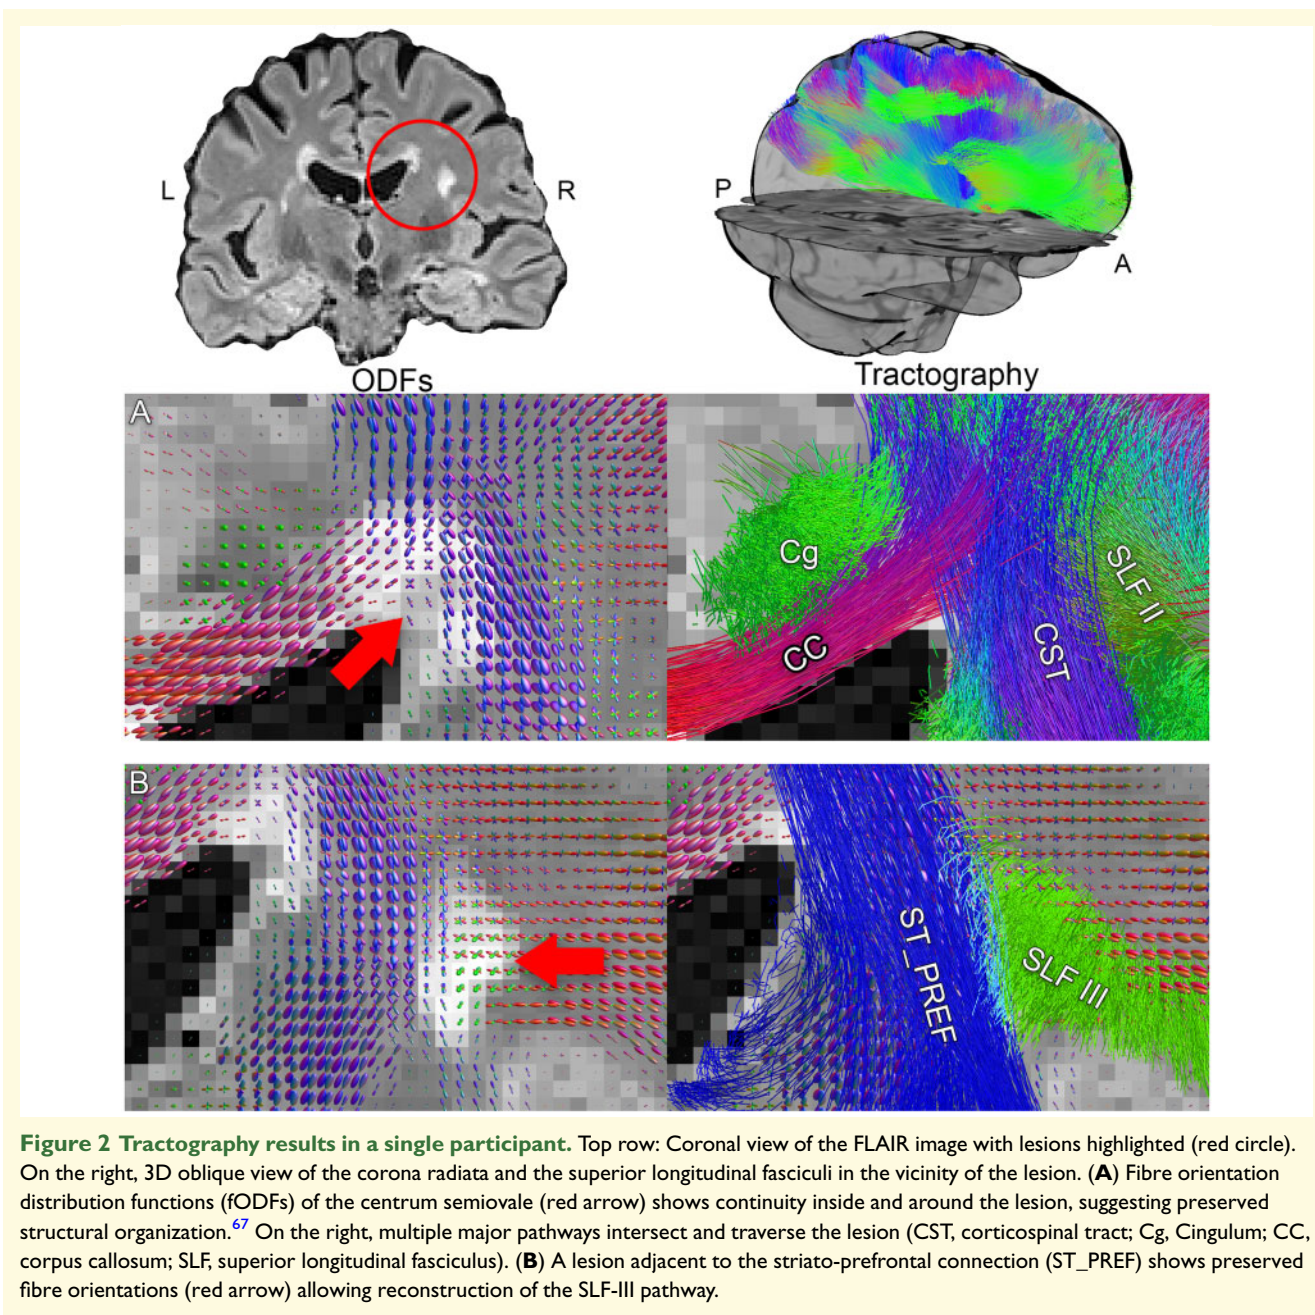 L
R
P
A
ODFs
Tractography
A
Cg
CC
CST
SLF II
B
ST_PREF
SLF III
Figure 2 Tractography results in a single participant. Top row: Coronal view of the FLAIR image with lesions highlighted (red circle).
On the right, 3D oblique view of the corona radiata and the superior longitudinal fasciculi in the vicinity of the lesion. (A) Fibre orientation
distribution functions (fODFs) of the centrum semiovale (red arrow) shows continuity inside and around the lesion, suggesting preserved
structural organization.67 On the right, multiple major pathways intersect and traverse the lesion (CST, corticospinal tract; Cg, Cingulum; CC,
corpus callosum; SLF, superior longitudinal fasciculus). (B) A lesion adjacent to the striato-prefrontal connection (ST_PREF) shows preserved
fibre orientations (red arrow) allowing reconstruction of the SLF-III pathway.